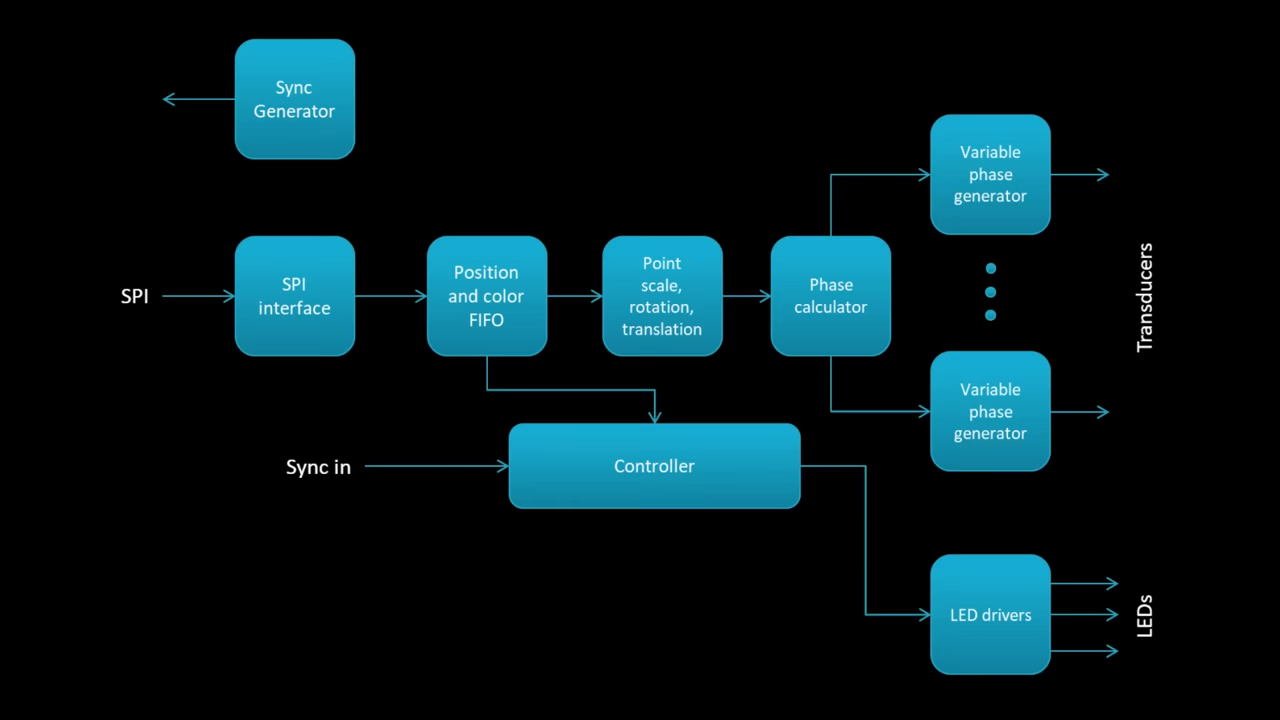 Sync
Generator
Variable
phase
generator
SPI
SPI
interface
Position
and color
FIFO
Point
scale,
rotation,
translation
Phase
calculator
Transducers
Variable
phase
generator
Sync in
Controller
LED drivers
LEDs